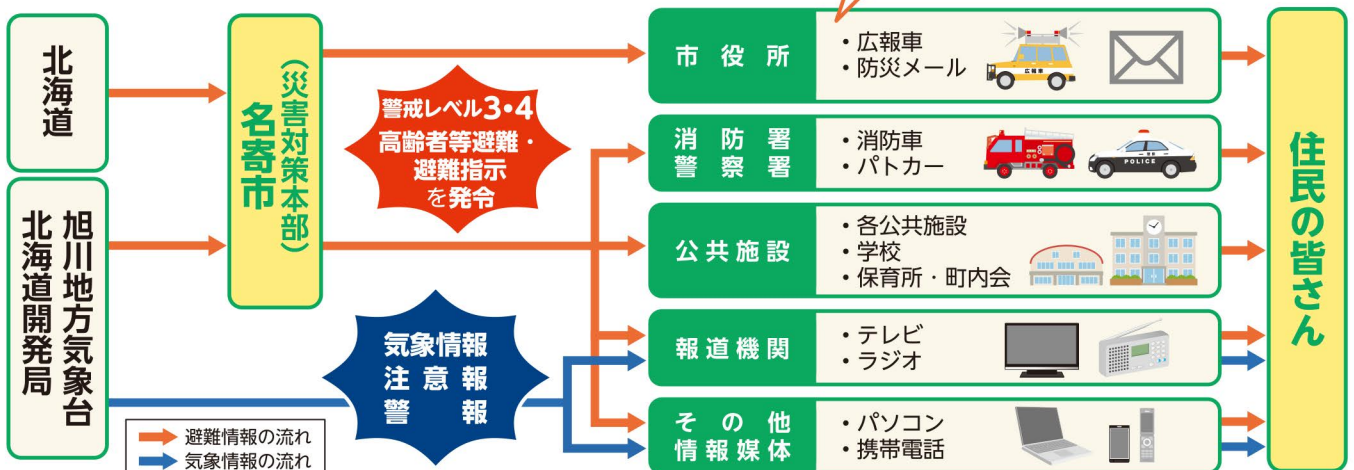 北海道
旭川地方気象台
北海道開発局
(災害対策本部)
名寄市
警戒レベル3・4
高齢者等避難・
避難指示
を発令
気象情報
注意報
警報
避難情報の流れ
気象情報の流れ
市役所
・広報車
・防災メール
広報車
消防署
警察署
・消防車
・パトカー
POLICE
公共施設
・各公共施設
・学校
・保育所・町内会
報道機関
・テレビ
・ラジオ
その他
情報媒体
・パソコン
・携帯電話
住民の皆さん